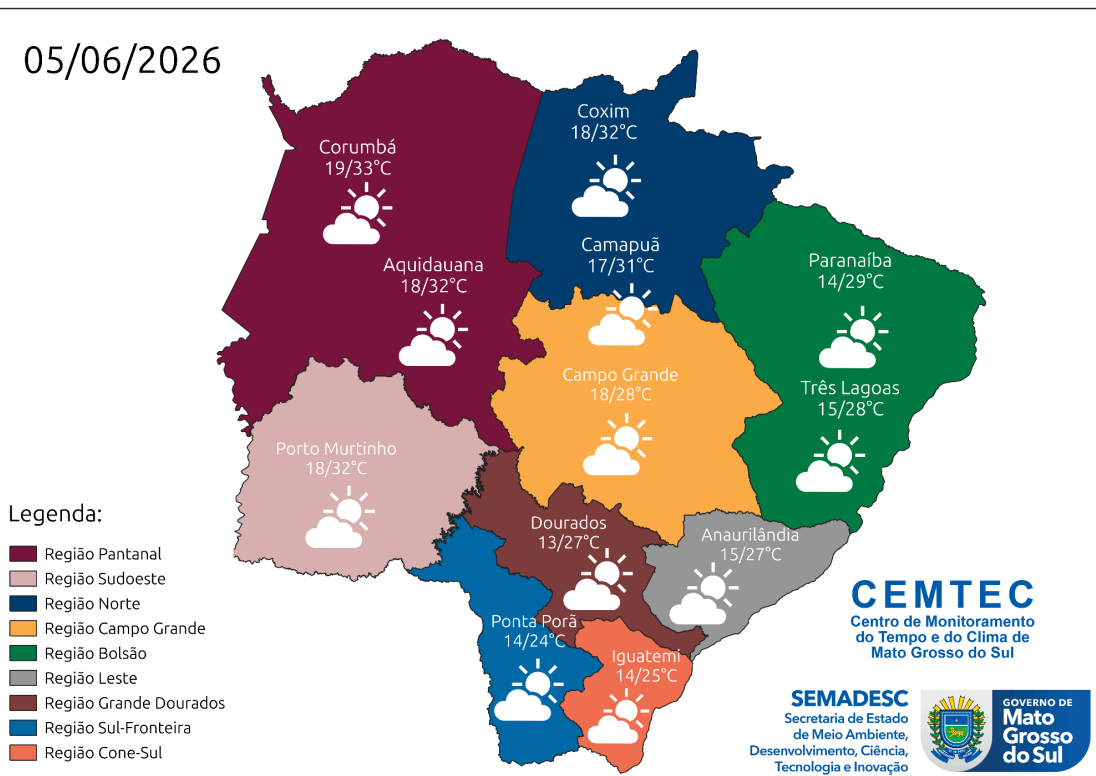 05/06/2026
Coxim
18/32°C
Corumbá
19/33°C
Camapuã
17/31°C
Aquidauana
18/32°C
Paranaíba
14/29°C
Campo Grande
18/28°C
Três Lagoas
15/28°C
Porto Murtinho
18/32°C
Dourados
13/27°C
Anaurilândia
15/27°C
Ponta Porã
14/24°C
Iguatemi
14/25°C
Legenda:
Região Pantanal
Região Sudoeste
Região Norte
Região Campo Grande
Região Bolsão
Região Leste
Região Grande Dourados
Região Sul-Fronteira
Região Cone-Sul
CEMTEC
Centro de Monitoramento
do Tempo e do Clima de
Mato Grosso do Sul
SEMADESC
Secretaria de Estado
de Meio Ambiente,
Desenvolvimento, Ciência,
Tecnologia e Inovação
GOVERNO DE
Mato
Grosso
do Sul